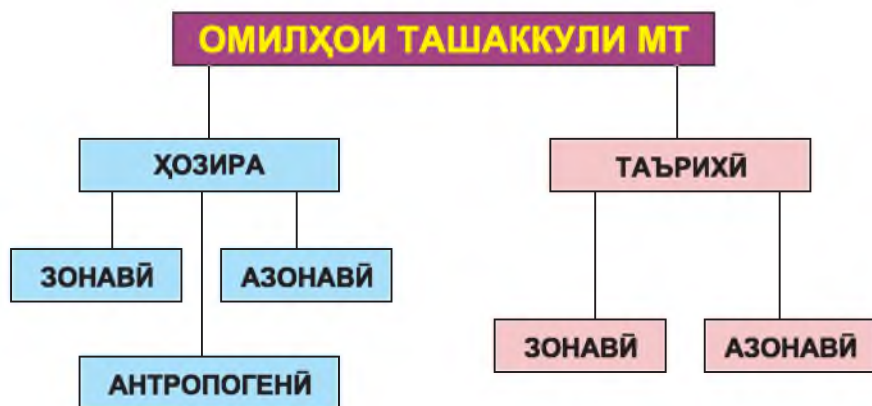 ОМИЛҲОИ ТАШАККУЛИ МТ
ҲОЗИРА
ТАЪРИХӢ
ЗОНАВӢ
АЗОНАВӢ
АНТРОПОГЕНӢ
ЗОНАВӢ
АЗОНАВӢ